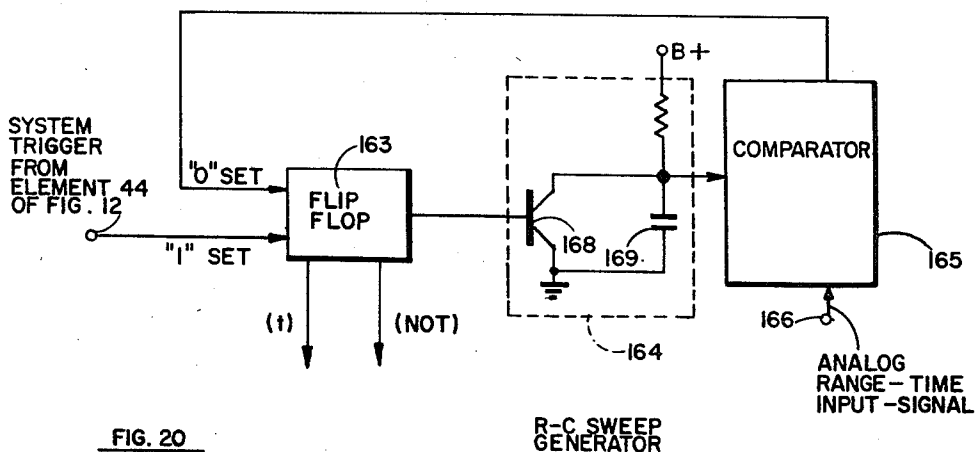 B+
SYSTEM
TRIGGER
FROM
ELEMENT 44
OF FIG. 12
"O" SET
"I" SET
163
FLIP
FLOP
(t)
(NOT)
168
169
164
COMPARATOR
165
166
ANALOG
RANGE-TIME
INPUT-SIGNAL
R-C SWEEP
GENERATOR
FIG. 20